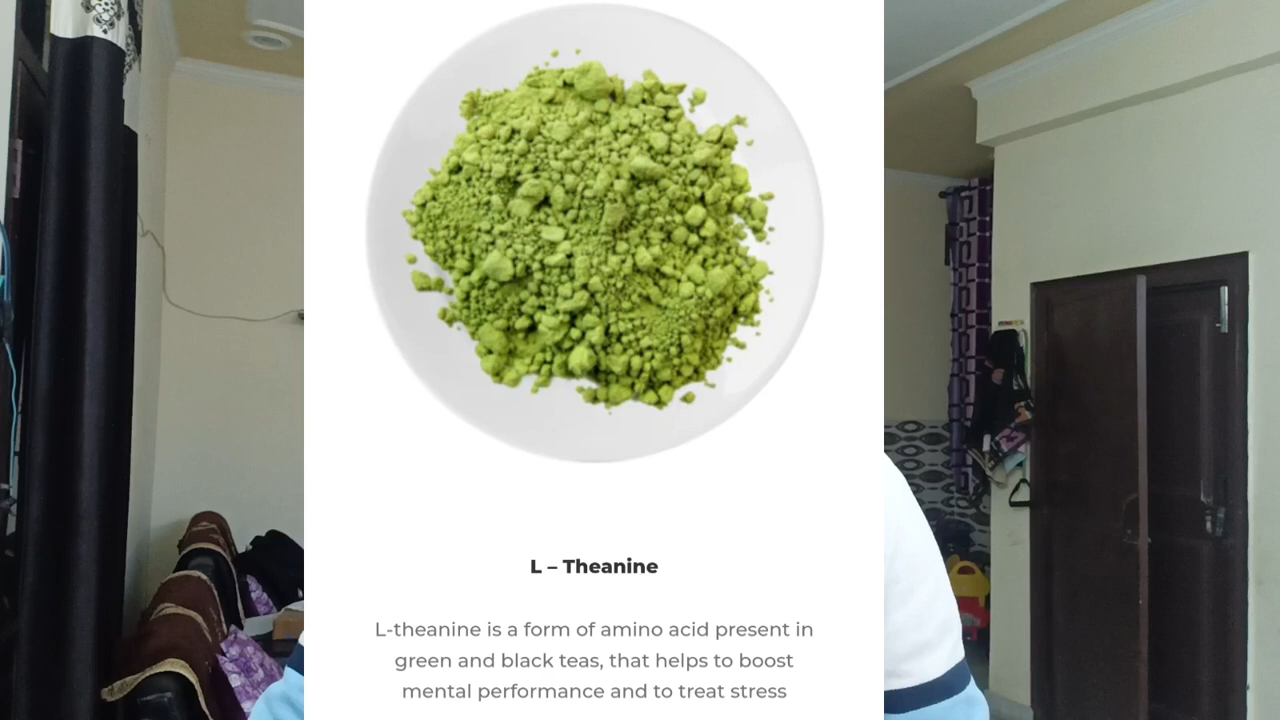 L – Theanine
L-theanine is a form of amino acid present in
green and black teas, that helps to boost
mental performance and to treat stress